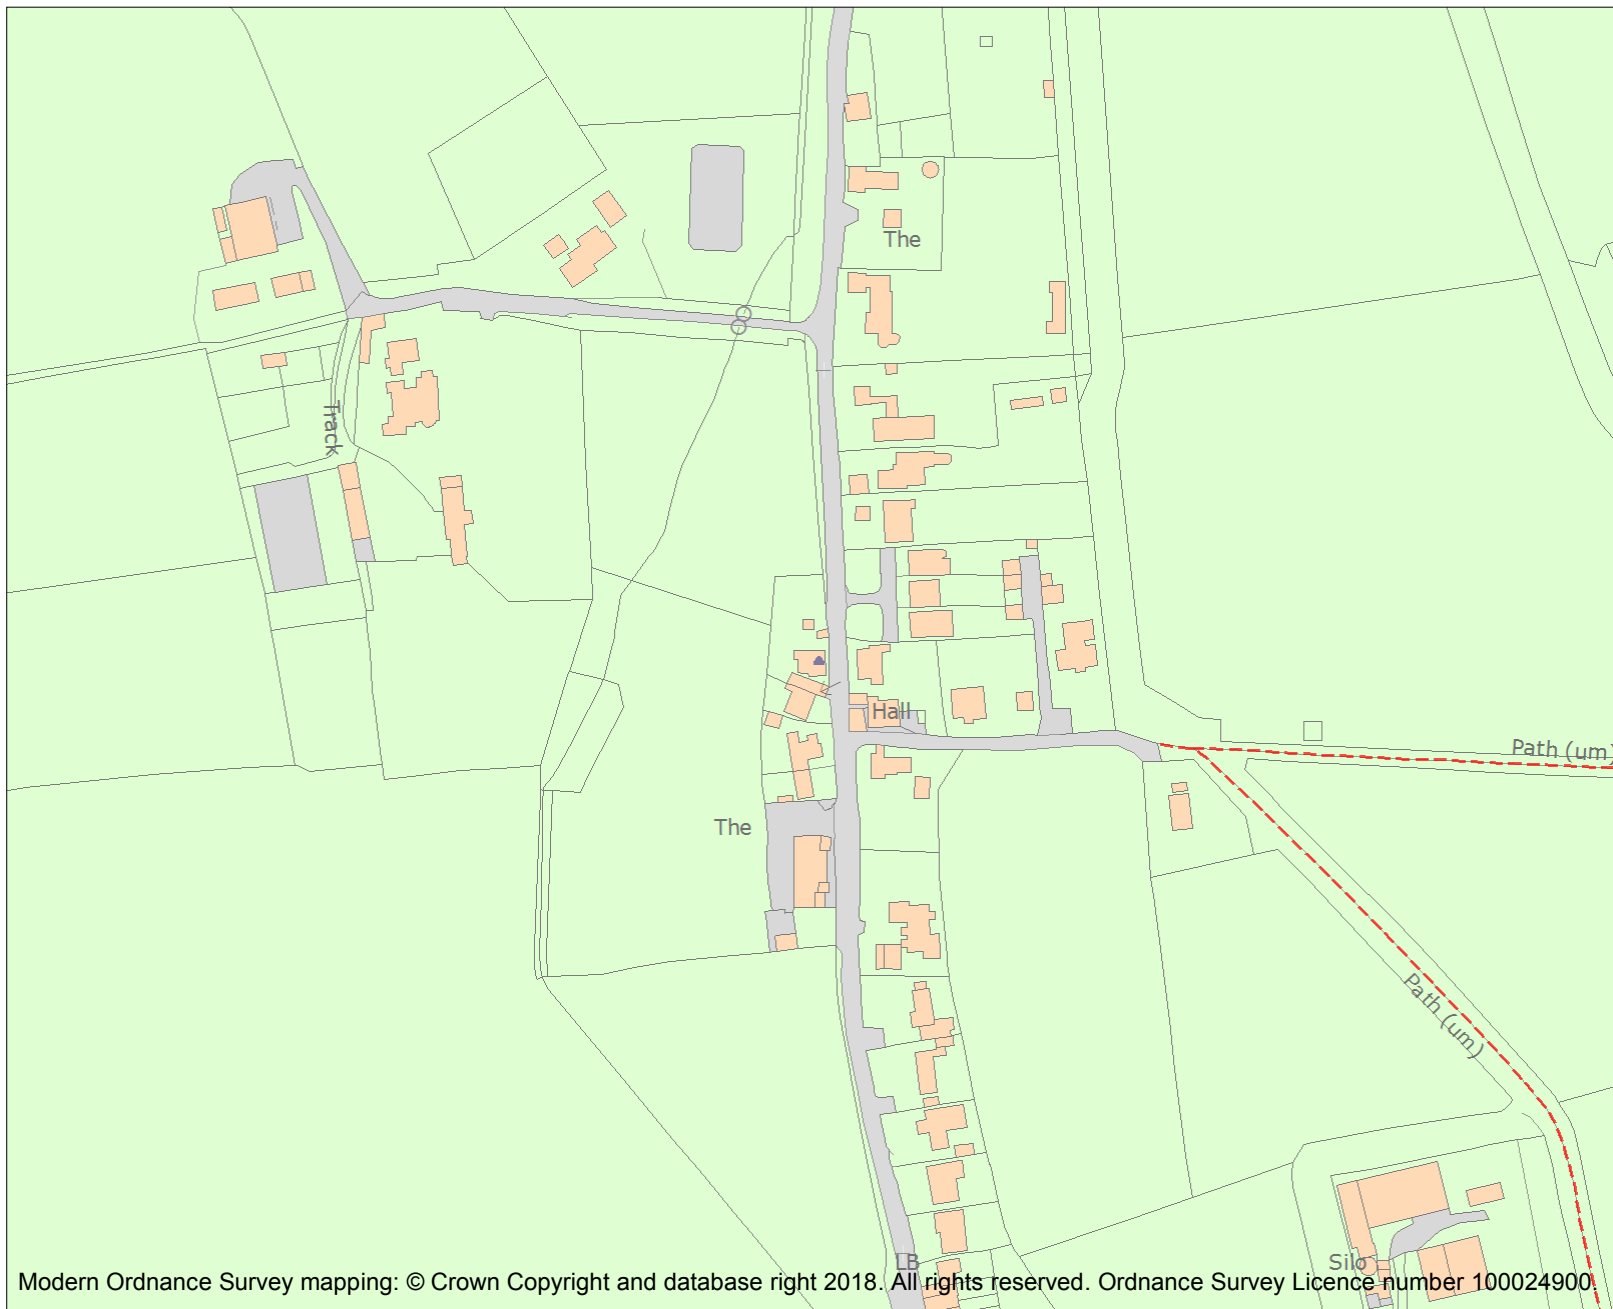 The
Track
Hall
Path (um)
The
Path (um)
LB
Silo
Modern Ordnance Survey mapping: © Crown Copyright and database right 2018. All rights reserved. Ordnance Survey Licence number 100024900.